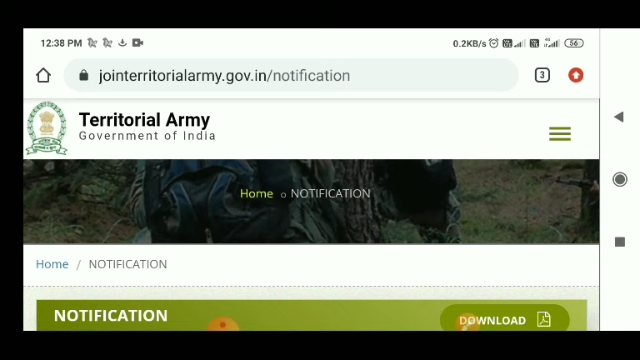 12:38 PM
0.2KB/s
56
jointerritorialarmy.gov.in/notification
3
Territorial Army
Government of India
Home o NOTIFICATION
Home / NOTIFICATION
NOTIFICATION
DOWNLOAD